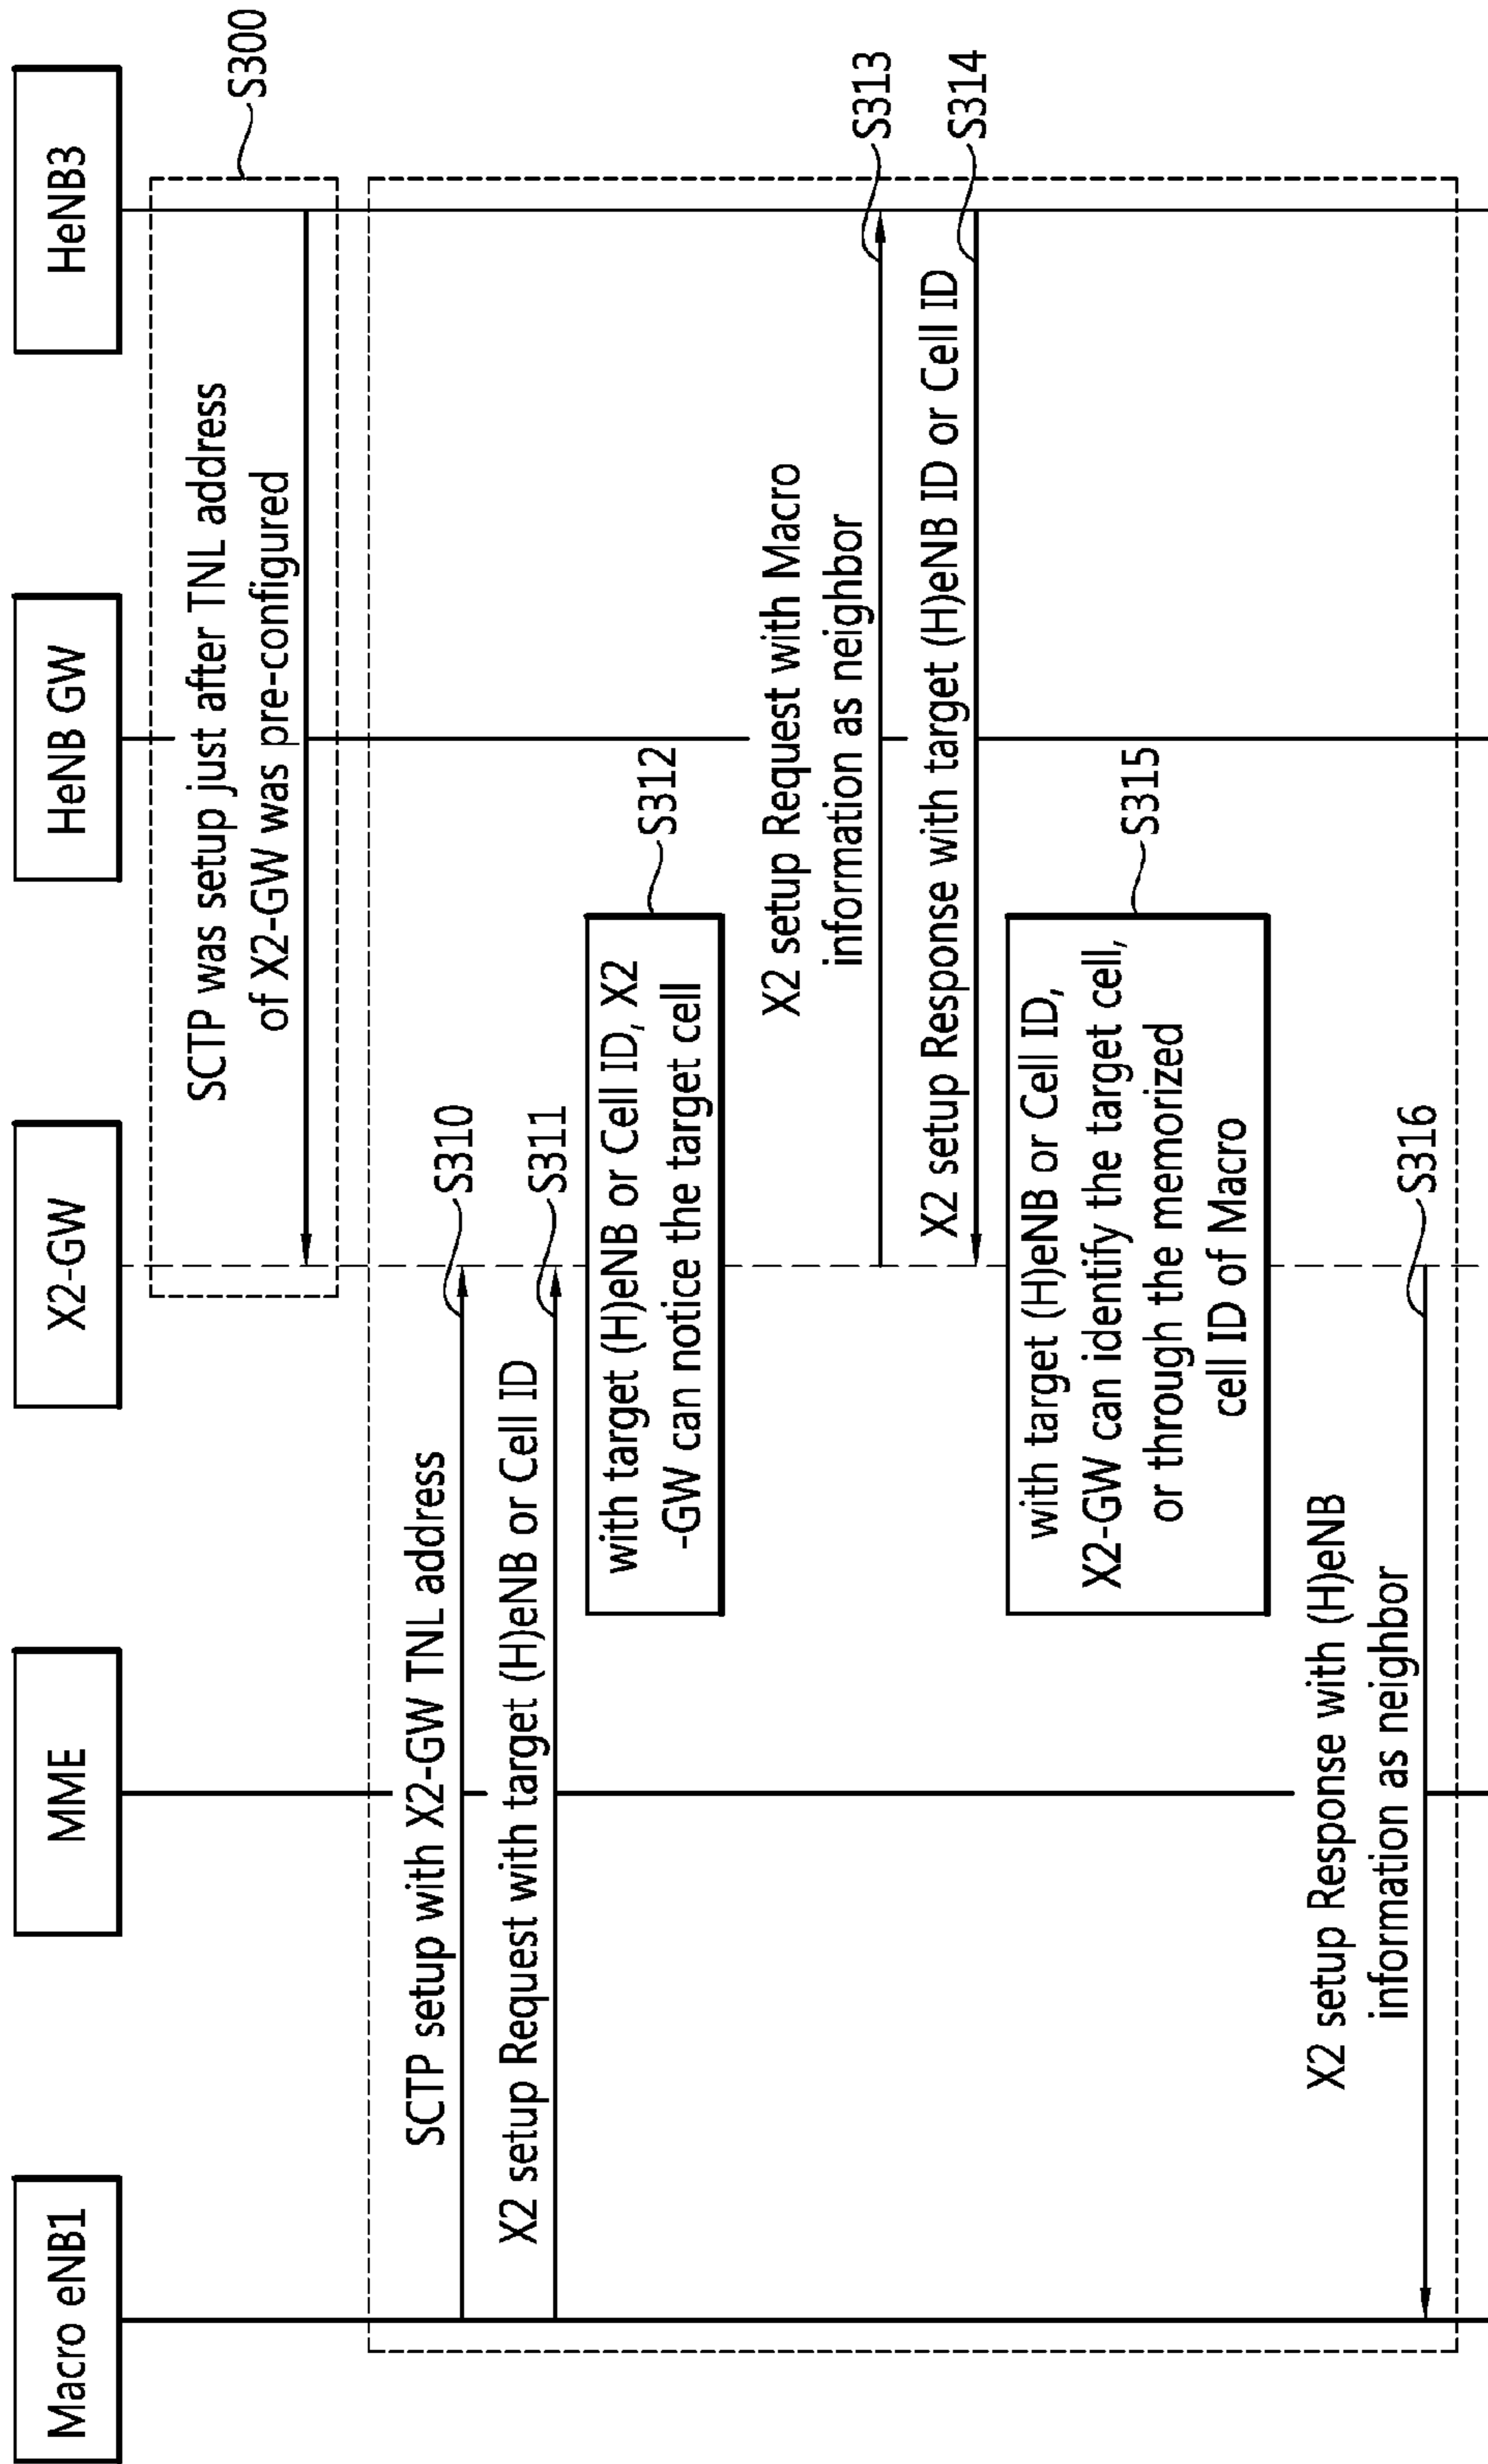 Macro eNB1
MME
X2-GW
HeNB GW
HeNB3
S300
SCTP was setup just after TNL address
of X2-GW was pre-configured
SCTP setup with X2-GW TNL address
S310
X2 setup Request with target (H)eNB or Cell ID
S311
with target (H)eNB or Cell ID, X2
-GW can notice the target cell
S312
X2 setup Request with Macro
information as neighbor
S313
X2 setup Response with target (H)eNB ID or Cell ID
S314
with target (H)eNB or Cell ID,
X2-GW can identify the target cell,
or through the memorized
cell ID of Macro
S315
X2 setup Response with (H)eNB
information as neighbor
S316